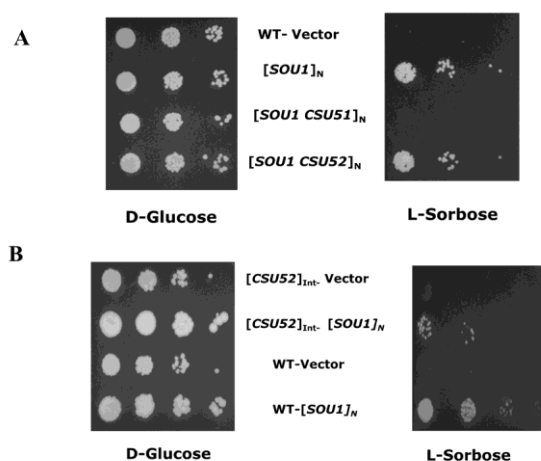 A
WT- Vector
[SOU1]N
[SOU1 CSU51]N
[SOU1 CSU52]N
D-Glucose
L-Sorbose
B
[CSU52]Int- Vector
[CSU52]Int- [SOU1]N
WT-Vector
WT-[SOU1]N
D-Glucose
L-Sorbose